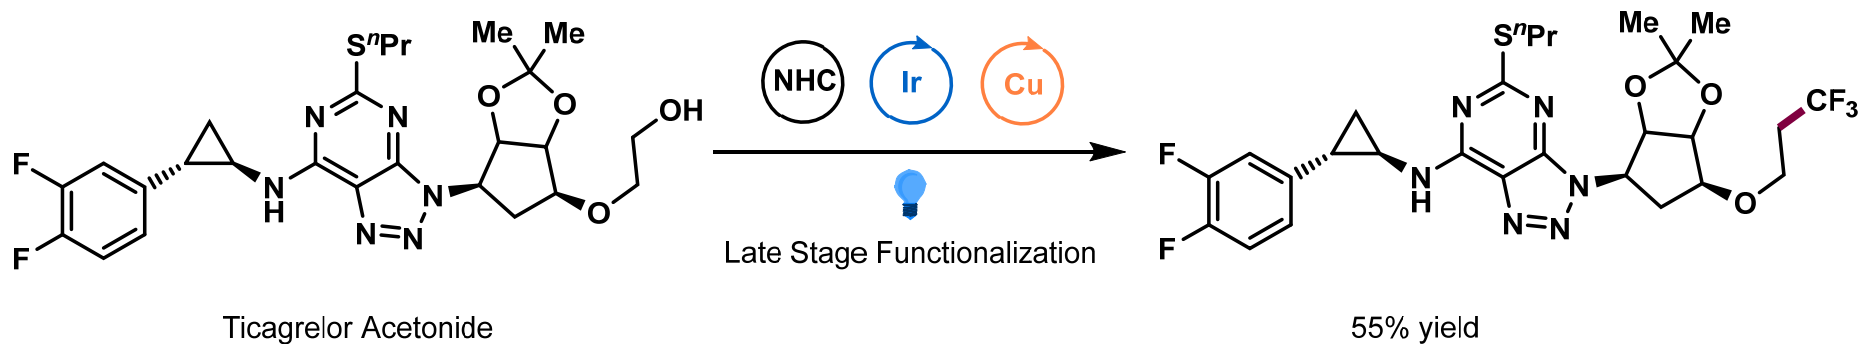 SnPr
Me Me
N N O O OH
F F N H N N N O
NHC Ir Cu
Late Stage Functionalization
SnPr
Me Me
N N O O CF3
F F N H N N N O
Ticagrelor Acetonide
55% yield